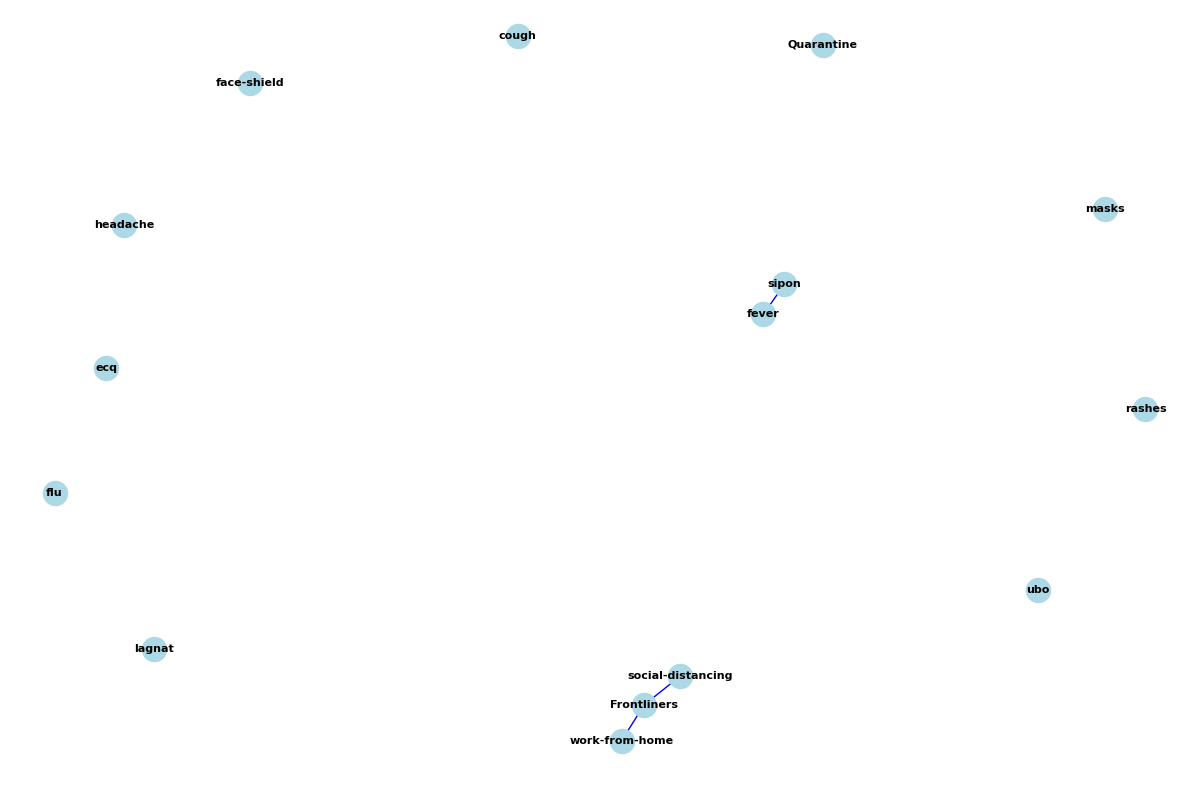 cough
Quarantine
face-shield
masks
headache
sipon
fever
ecq
rashes
flu
ubo
lagnat
social-distancing
Frontliners
work-from-home